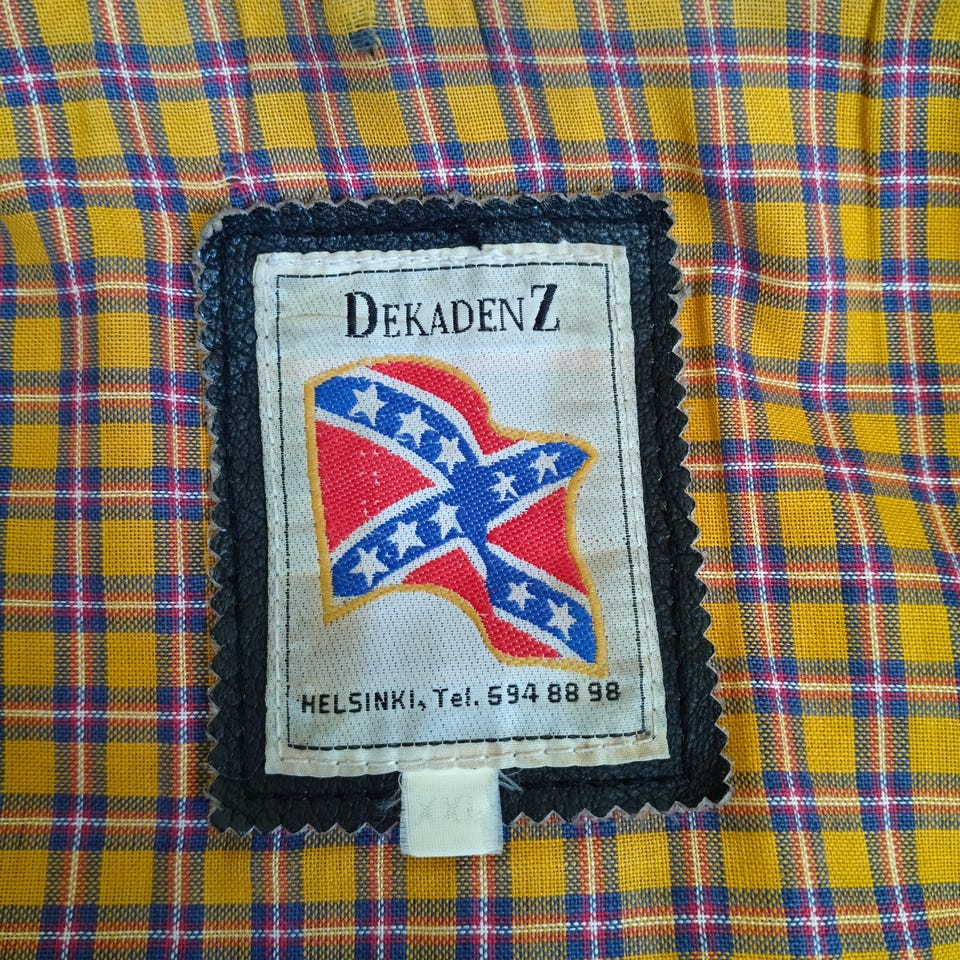 DEKADENZ
HELSINKI, Tel. 594 88 98